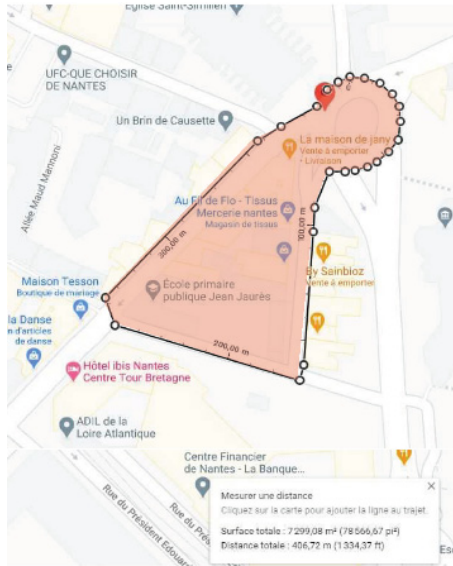 Eglise Saint-Similien
UFC-QUE CHOISIR
DE NANTES
Un Brin de Causette
La maison de jany
Vente à emporter
- Livraison
Allée Maud Mannoni
Au Fil de Flo - Tissus
Mercerie nantes
Magasin de tissus
100,00 m
300,00 m
By Sainbioz
Vente à emporter
Maison Tesson
Boutique de mariage
École primaire
publique Jean Jaurès
la Danse
n d'articles
de danse
200,00 m
Hôtel ibis Nantes
Centre Tour Bretagne
ADIL de la
Loire Atlantique
Centre Financier
de Nantes - La Banque...
Rue du Président Edouard
Rue du Président
Mesurer une distance
Cliquez sur la carte pour ajouter la ligne au trajet.
Surface totale : 7 299,08 m² (78 566,67 pi²)
Distance totale : 406,72 m (1 334,37 ft)
Es